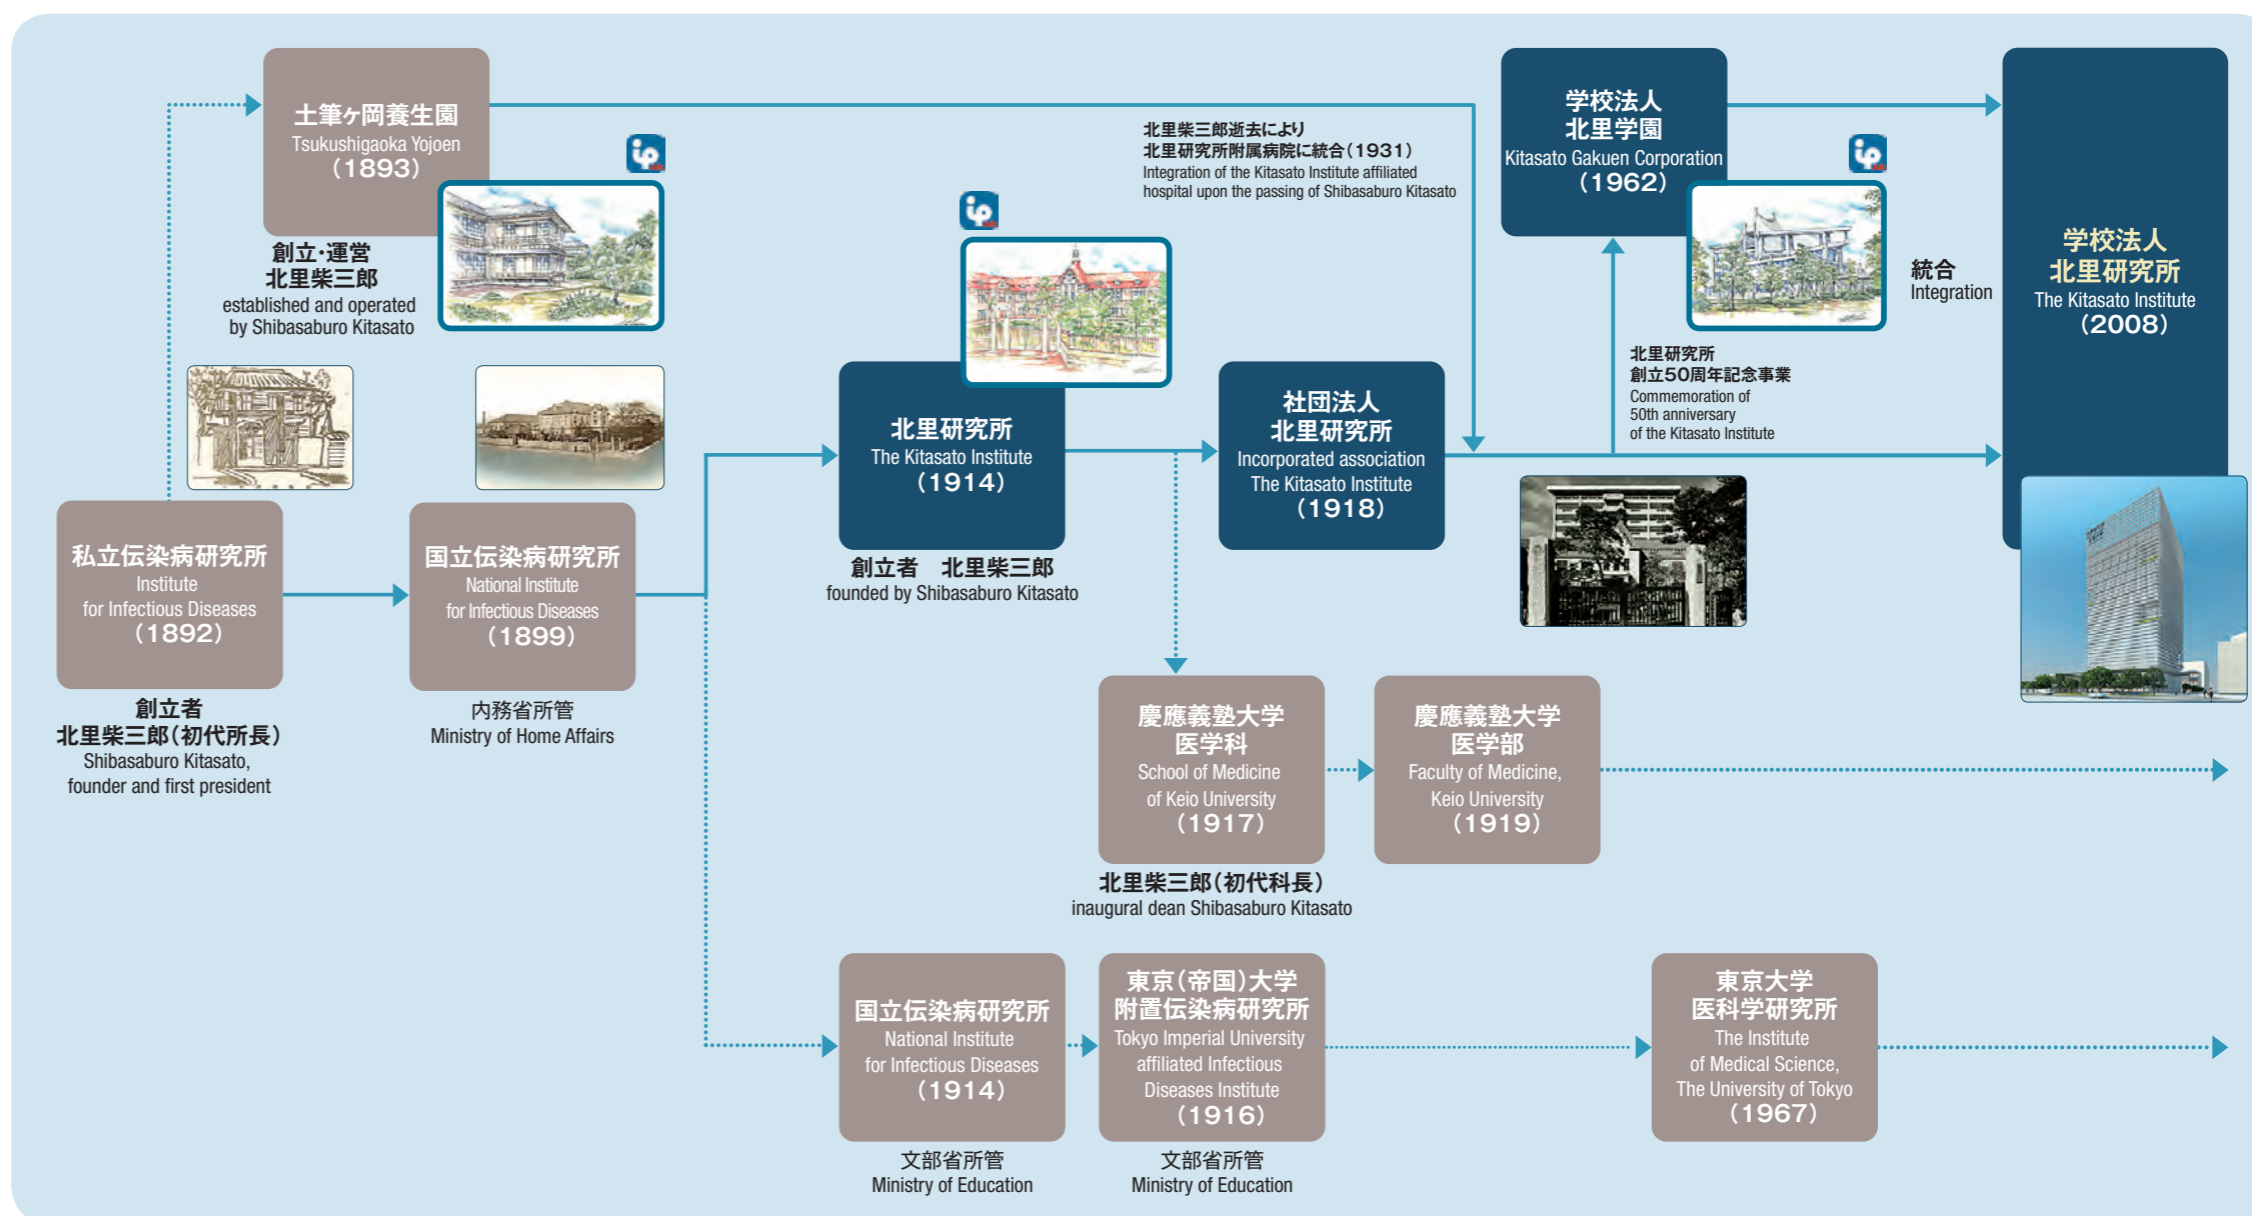 土筆ヶ岡養生園
Tsukushigaoka Yojoen
（1893）
創立・運営
北里柴三郎
established and operated
by Shibasaburo Kitasato
私立伝染病研究所
Institute
for Infectious Diseases
（1892）
創立者
北里柴三郎（初代所長）
Shibasaburo Kitasato,
founder and first president
国立伝染病研究所
National Institute
for Infectious Diseases
（1899）
内務省所管
Ministry of Home Affairs
北里研究所
The Kitasato Institute
（1914）
創立者　北里柴三郎
founded by Shibasaburo Kitasato
北里柴三郎逝去により
北里研究所附属病院に統合（1931）
Integration of the Kitasato Institute affiliated
hospital upon the passing of Shibasaburo Kitasato
社団法人
北里研究所
Incorporated association
The Kitasato Institute
（1918）
学校法人
北里学園
Kitasato Gakuen Corporation
（1962）
北里研究所
創立50周年記念事業
Commemoration of
50th anniversary
of the Kitasato Institute
統合
Integration
学校法人
北里研究所
The Kitasato Institute
（2008）
慶應義塾大学
医学科
School of Medicine
of Keio University
（1917）
北里柴三郎（初代科長）
inaugural dean Shibasaburo Kitasato
慶應義塾大学
医学部
Faculty of Medicine,
Keio University
（1919）
国立伝染病研究所
National Institute
for Infectious Diseases
（1914）
文部省所管
Ministry of Education
東京（帝国）大学
附置伝染病研究所
Tokyo Imperial University
affiliated Infectious
Diseases Institute
（1916）
文部省所管
Ministry of Education
東京大学
医科学研究所
The Institute
of Medical Science,
The University of Tokyo
（1967）